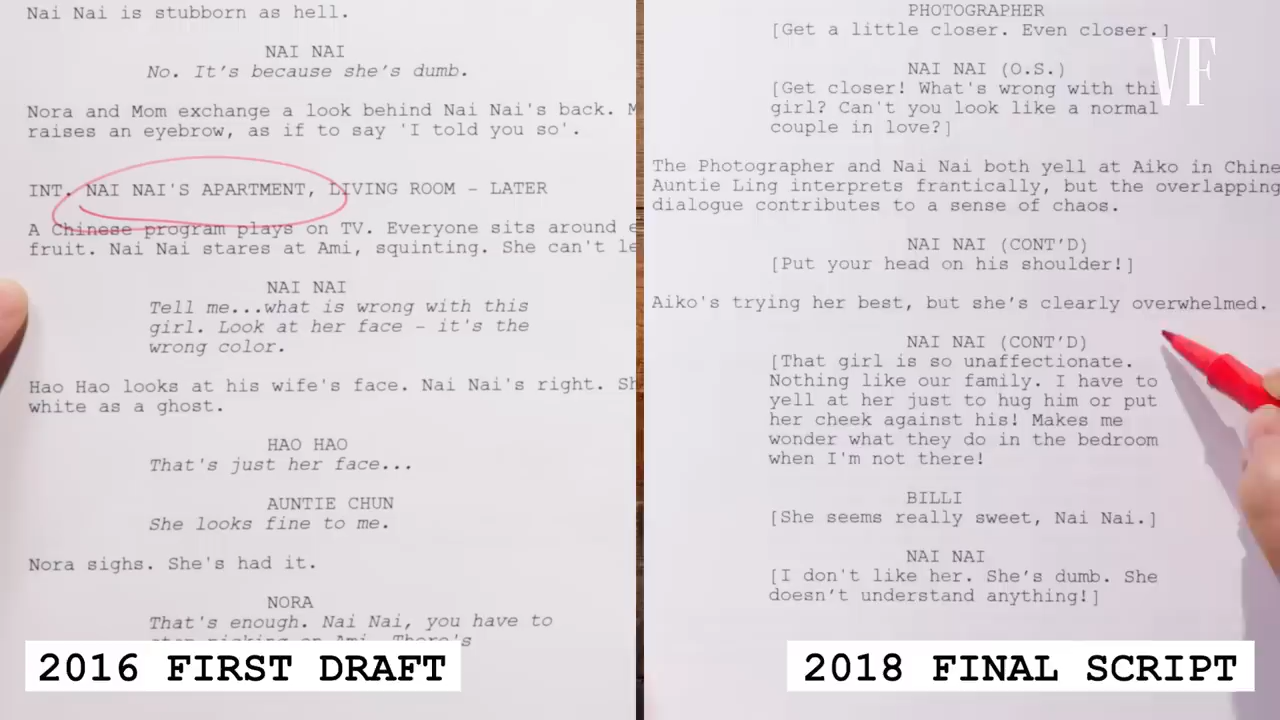 Nai Nai is stubborn as hell.
NAI NAI
No. It's because she's dumb.
Nora and Mom exchange a look behind Nai Nai's back.
raises an eyebrow, as if to say 'I told you so'.
INT. NAI NAI'S APARTMENT, LIVING ROOM – LATER
A Chinese program plays on TV. Everyone sits around
fruit. Nai Nai stares at Ami, squinting. She can't
NAI NAI
Tell me...what is wrong with this
girl. Look at her face – it's the
wrong color.
Hao Hao looks at his wife's face. Nai Nai's right.
white as a ghost.
HAO HAO
That's just her face...
AUNTIE CHUN
She looks fine to me.
Nora sighs. She's had it.
NORA
That's enough. Nai Nai, you have to
stop picking on Ami. There's
2016 FIRST DRAFT
PHOTOGRAPHER
[Get a little closer. Even closer.]
NAI NAI (O.S.)
[Get closer! What's wrong with thi
girl? Can't you look like a normal
couple in love?]
The Photographer and Nai Nai both yell at Aiko in Chine
Auntie Ling interprets frantically, but the overlapping
dialogue contributes to a sense of chaos.
NAI NAI (CONT'D)
[Put your head on his shoulder!]
Aiko's trying her best, but she's clearly overwhelmed.
NAI NAI (CONT'D)
[That girl is so unaffectionate.
Nothing like our family. I have to
yell at her just to hug him or put
her cheek against his! Makes me
wonder what they do in the bedroom
when I'm not there!
BILLI
[She seems really sweet, Nai Nai.]
NAI NAI
[I don't like her. She's dumb. She
doesn't understand anything!]
2018 FINAL SCRIPT
VF